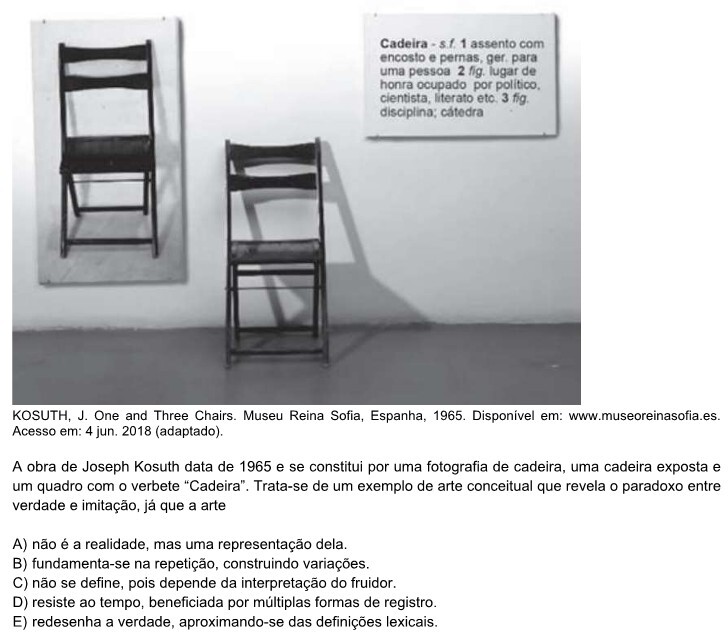 Cadeira - s.f. 1 assento com
encosto e pernas, ger. para
uma pessoa 2 fig. lugar de
honra ocupado por político,
cientista, literato etc. 3 fig.
disciplina; cátedra
KOSUTH, J. One and Three Chairs. Museu Reina Sofia, Espanha, 1965. Disponível em: www.museoreinasofia.es.
Acesso em: 4 jun. 2018 (adaptado).
A obra de Joseph Kosuth data de 1965 e se constitui por uma fotografia de cadeira, uma cadeira exposta e
um quadro com o verbete “Cadeira”. Trata-se de um exemplo de arte conceitual que revela o paradoxo entre
verdade e imitação, já que a arte
A) não é a realidade, mas uma representação dela.
B) fundamenta-se na repetição, construindo variações.
C) não se define, pois depende da interpretação do fruidor.
D) resiste ao tempo, beneficiada por múltiplas formas de registro.
E) redesenha a verdade, aproximando-se das definições lexicais.